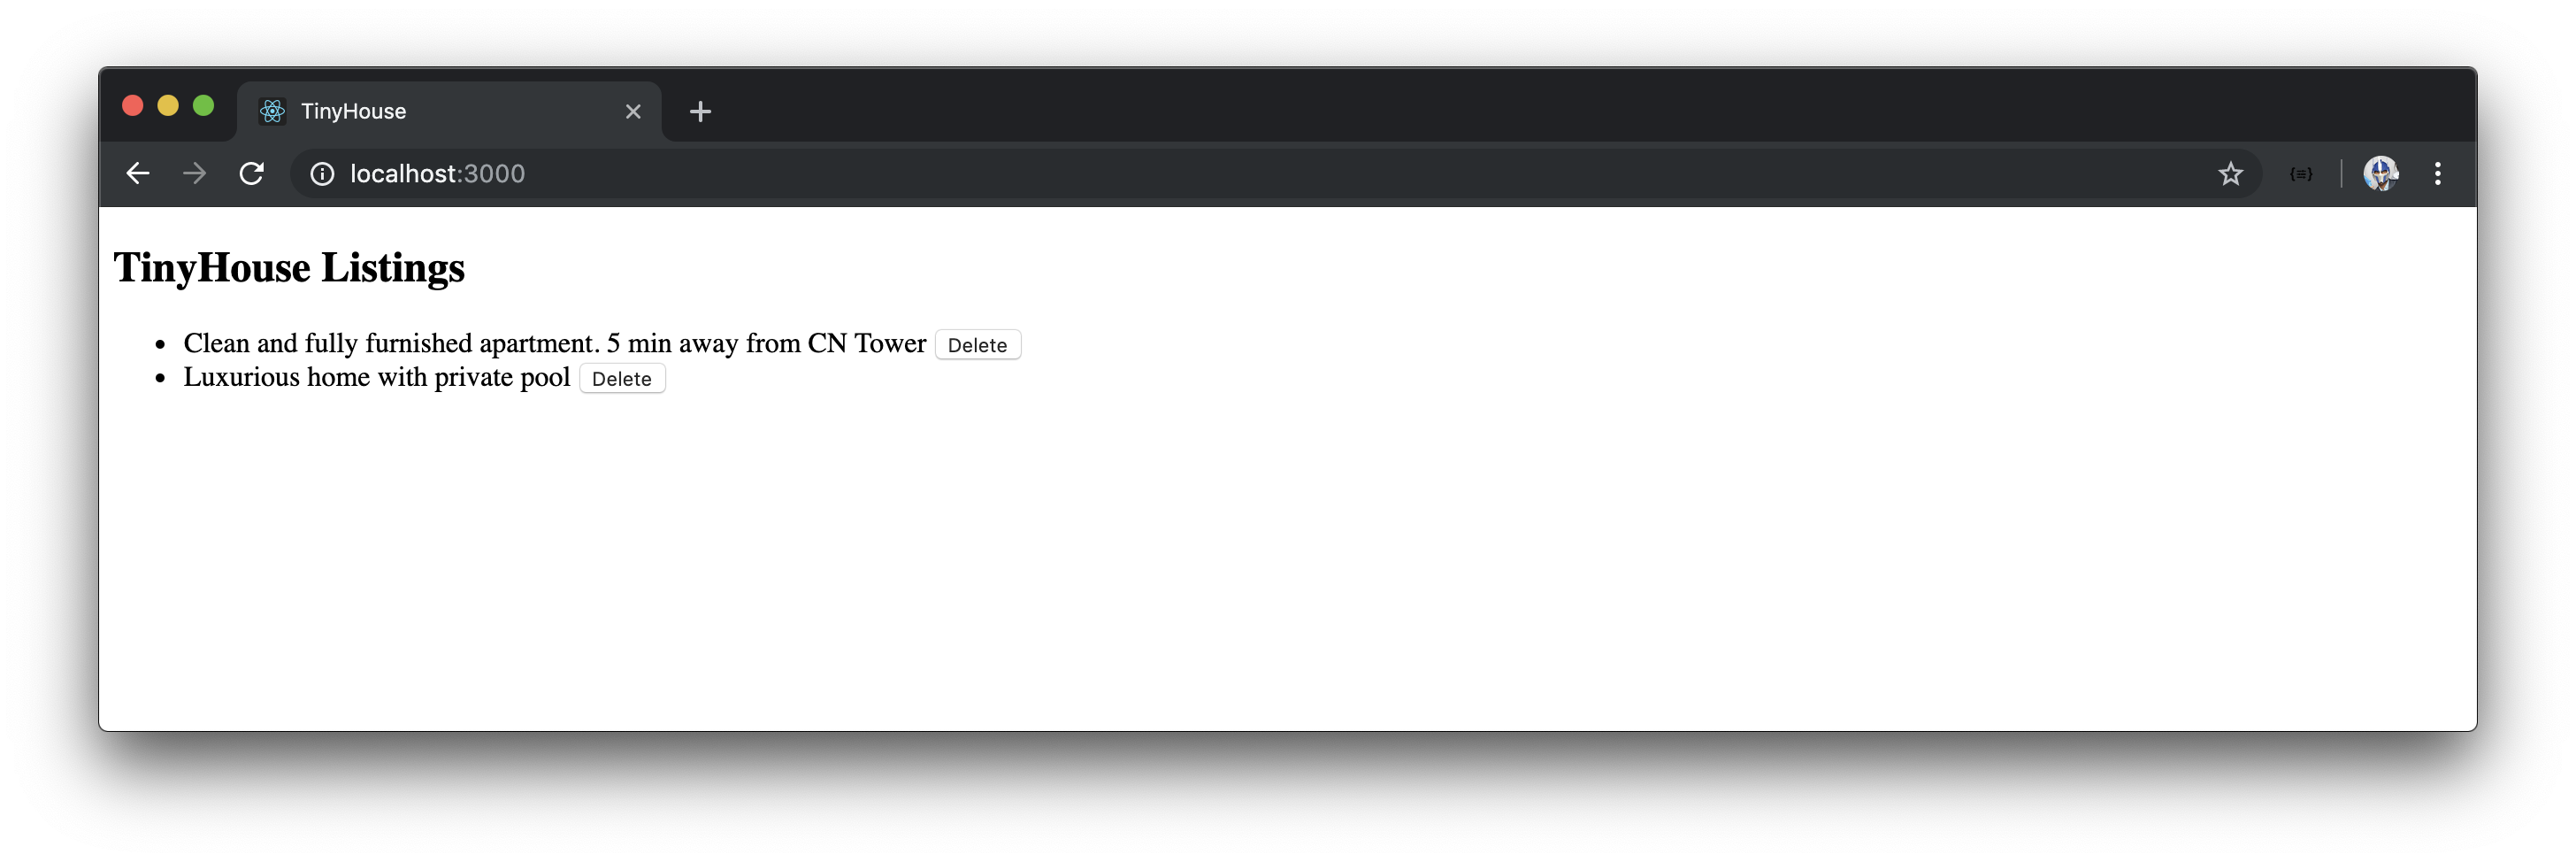 TinyHouse
localhost:3000
{≡}
TinyHouse Listings
• Clean and fully furnished apartment. 5 min away from CN Tower Delete
• Luxurious home with private pool Delete